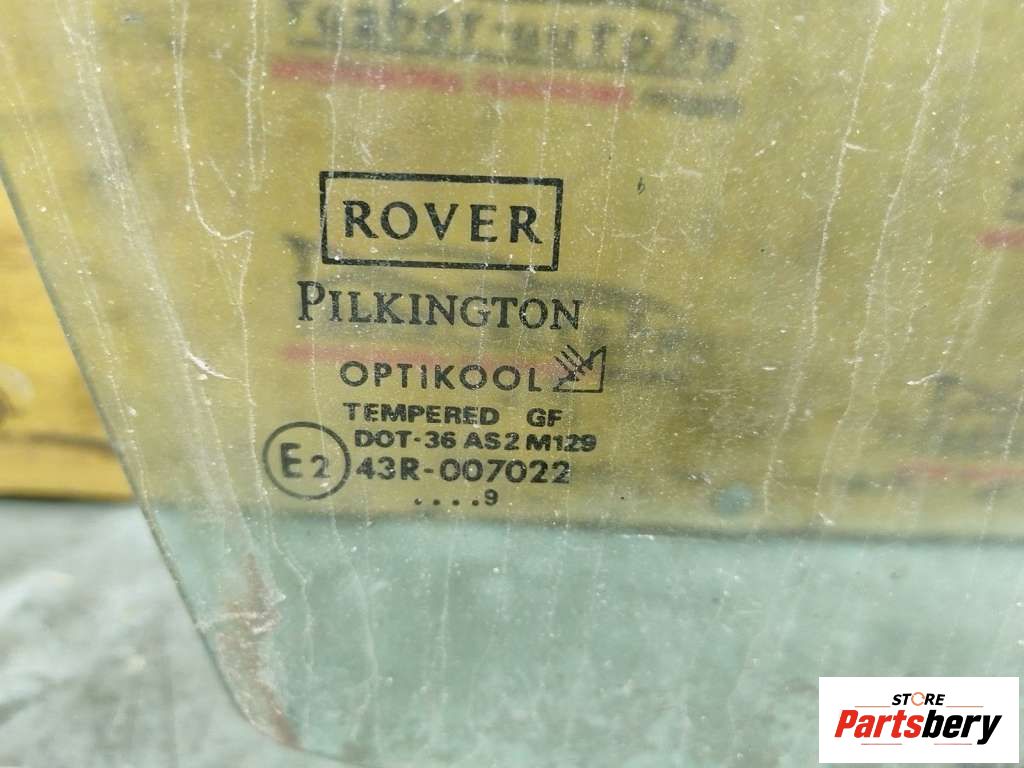 ROVER
PILKINGTON
OPTIKOOL
TEMPERED GF
DOT-36 AS2 M129
E2 43R-007022
....9
STORE
Partsbery